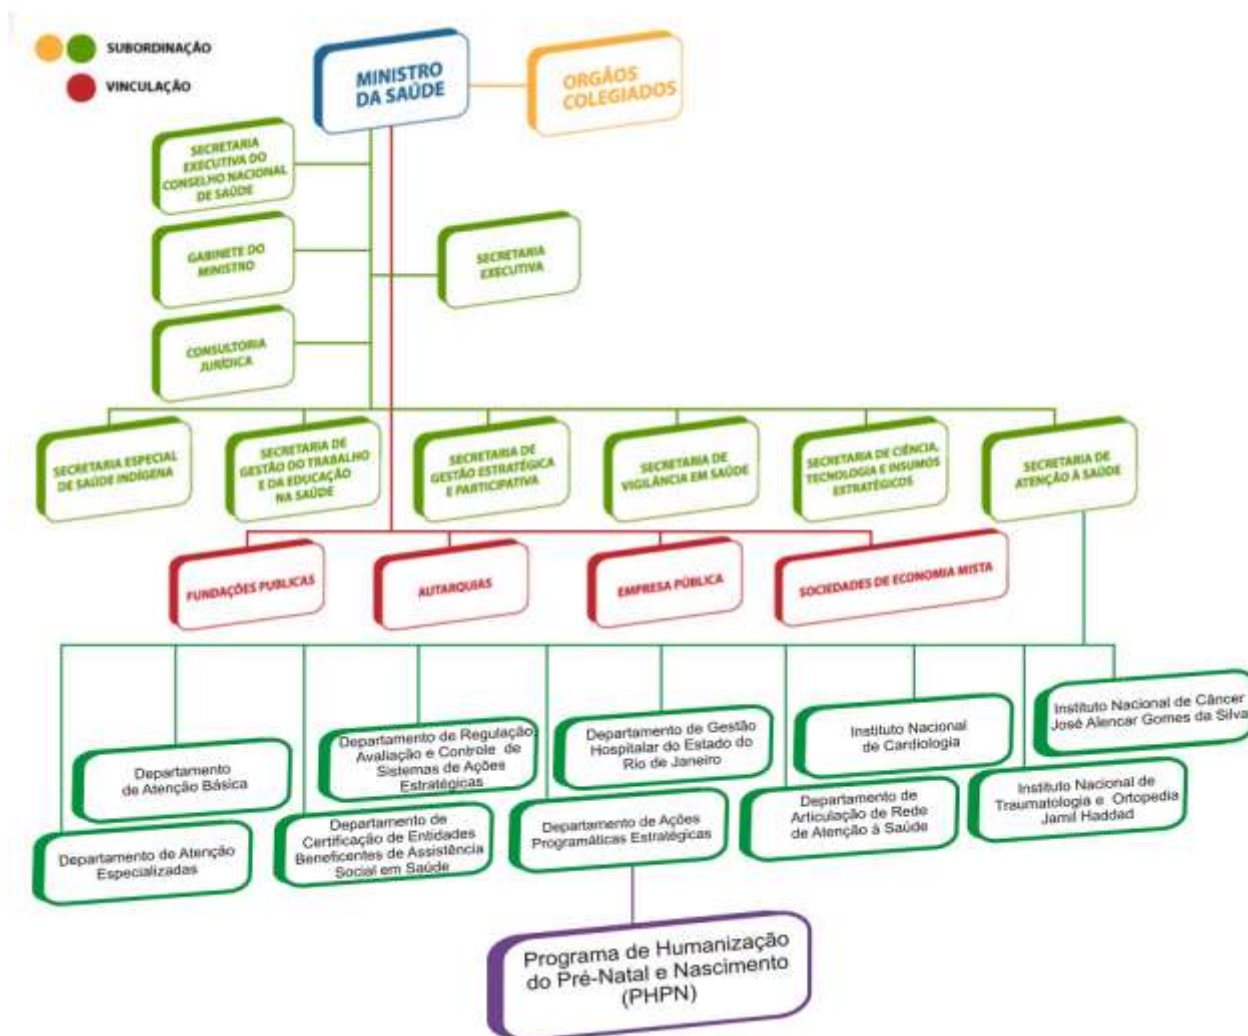 SUBORDINAÇÃO
VINCULAÇÃO
MINISTRO
DA SAÚDE
ORGÃOS
COLEGIADOS
SECRETARIA
EXECUTIVA DO
CONSELHO NACIONAL
DE SAÚDE
GABINETE DO
MINISTRO
SECRETARIA
EXECUTIVA
CONSULTORIA
JURÍDICA
SECRETARIA ESPECIAL
DE SAÚDE INDÍGENA
SECRETARIA DE
GESTÃO DO TRABALHO
E DA EDUCAÇÃO
NA SAÚDE
SECRETARIA DE
GESTÃO ESTRATÉGICA
E PARTICIPATIVA
SECRETARIA DE
VIGILÂNCIA EM SAÚDE
SECRETARIA DE CIÊNCIA,
TECNOLOGIA E INSUMOS
ESTRATÉGICOS
SECRETARIA DE
ATENÇÃO À SAÚDE
FUNDAÇÕES PUBLICAS
AUTARQUIAS
EMPRESA PÚBLICA
SOCIEDADES DE ECONOMIA MISTA
Departamento
de Atenção Básica
Departamento de Regulação,
Avaliação e Controle de
Sistemas de Ações
Estratégicas
Departamento de Gestão
Hospitalar do Estado do
Rio de Janeiro
Instituto Nacional
de Cardiologia
Instituto Nacional de Câncer
José Alencar Gomes da Silva
Departamento de Atenção
Especializadas
Departamento de
Certificação de Entidades
Beneficentes de Assistência
Social em Saúde
Departamento de Ações
Programáticas Estratégicas
Departamento de
Articulação de Rede
de Atenção à Saúde
Instituto Nacional de
Traumatologia e Ortopedia
Jamil Haddad
Programa de Humanização
do Pré-Natal e Nascimento
(PHPN)